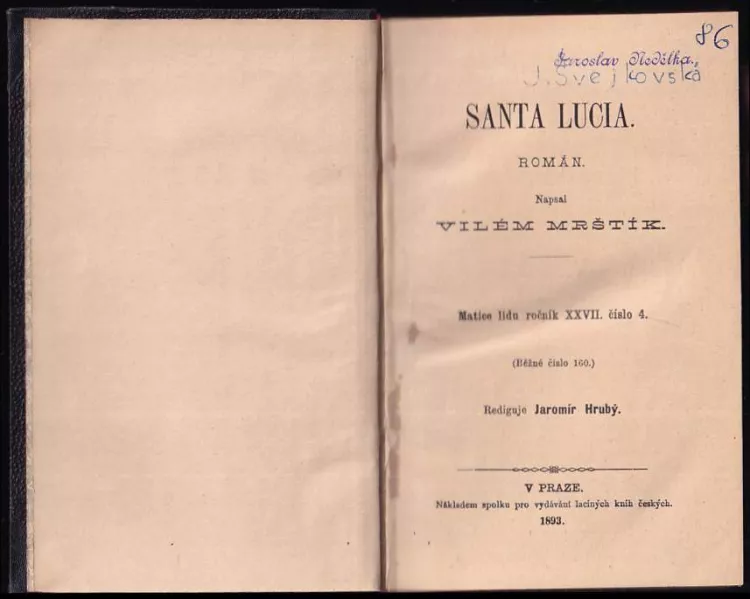 86
Jaroslav Nedělka,
J. Švejkovská
SANTA LUCIA.
ROMÁN.
Napsal
VILÉM MRŠTÍK.
Matice lidu ročník XXVII. číslo 4.
(Běžné číslo 160.)
Rediguje Jaromír Hrubý.
V PRAZE.
Nákladem spolku pro vydávání laciných knih českých.
1893.